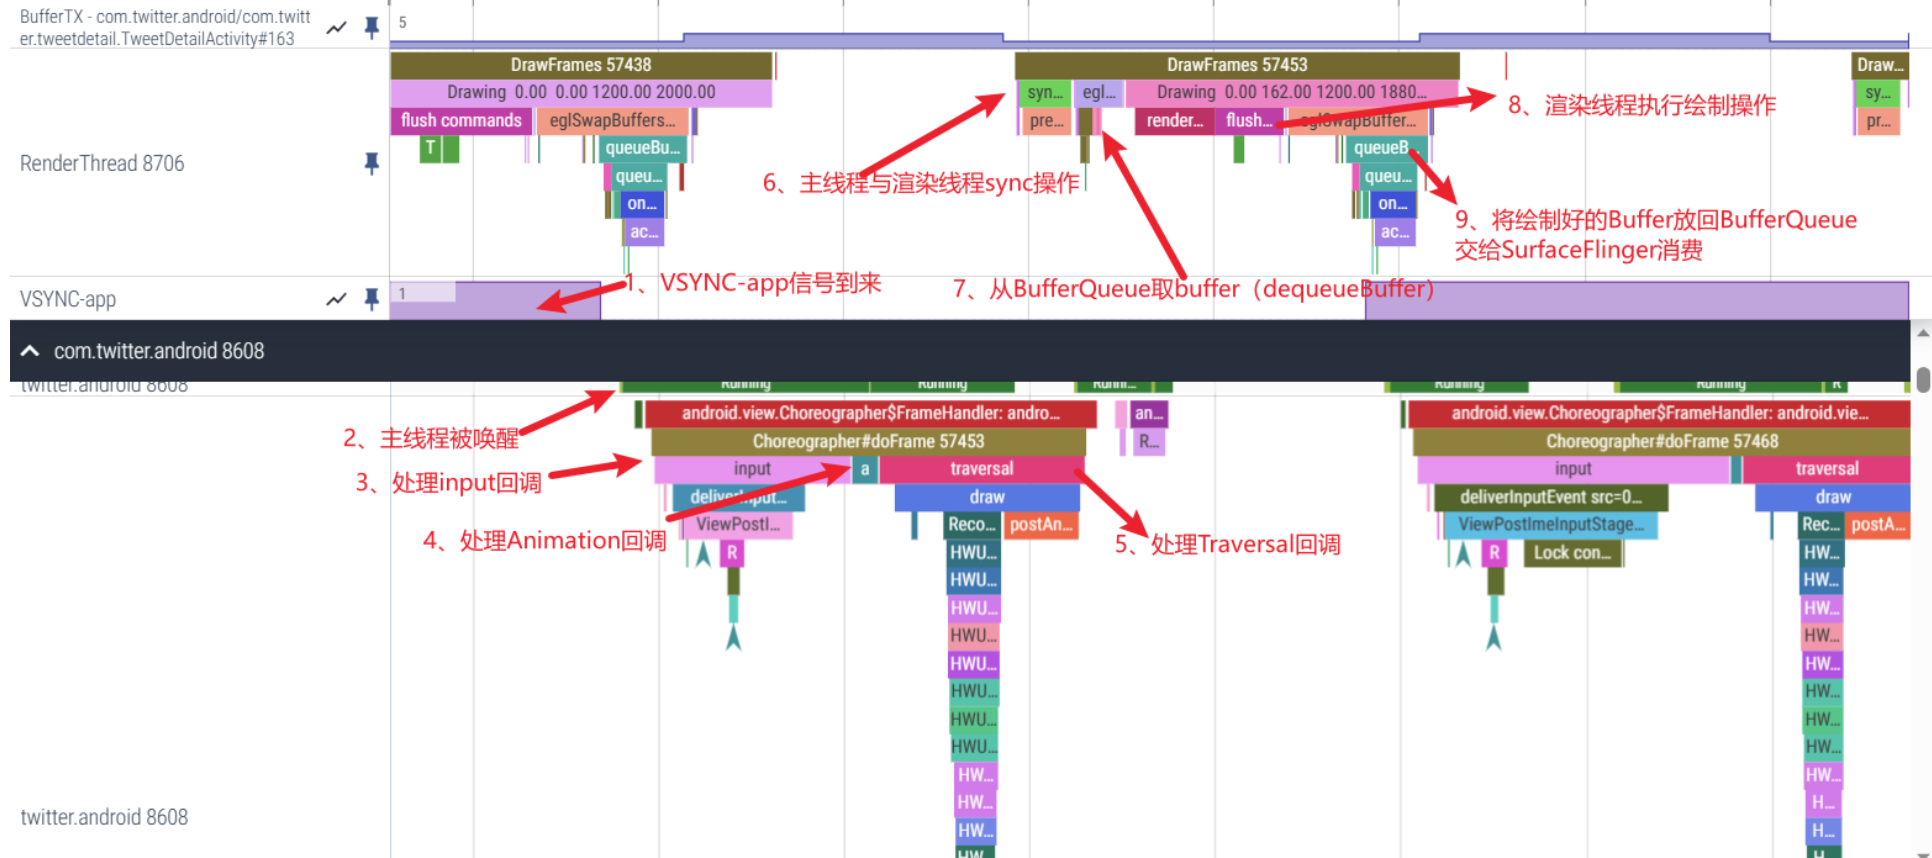 BufferTX - com.twitter.android/com.twitt
er.tweetdetail.TweetDetailActivity#163
5
DrawFrames 57438
DrawFrames 57453
Draw...
Drawing 0.00 0.00 1200.00 2000.00
syn...
egl...
Drawing 0.00 162.00 1200.00 1880...
sy...
8、渲染线程执行绘制操作
flush commands
eglSwapBuffers...
pre...
render...
flush...
eglSwapBuffer...
pr...
T
queueBu...
queueB...
RenderThread 8706
queu...
queu...
6、主线程与渲染线程sync操作
on...
on...
9、将绘制好的Buffer放回BufferQueue
交给SurfaceFlinger消费
ac...
ac...
VSYNC-app
1
1、VSYNC-app信号到来
7、从BufferQueue取buffer（dequeueBuffer）
com.twitter.android 8608
twitter.android 8608
Running
Running
Runni...
Running
Running
R
android.view.Choreographer$FrameHandler: andro...
an...
android.view.Choreographer$FrameHandler: android.vie...
2、主线程被唤醒
Choreographer#doFrame 57453
R...
Choreographer#doFrame 57468
3、处理input回调
input
a
traversal
input
traversal
deliverInput...
draw
deliverInputEvent src=0...
draw
4、处理Animation回调
ViewPostI...
Reco...
postAn...
ViewPostImeInputStage...
Rec...
postA...
5、处理Traversal回调
R
HWU...
R
Lock con...
HW...
HWU...
HW...
HWU...
HW...
HWU...
HW...
HWU...
HW...
HWU...
HW...
HWU...
HW...
HWU...
HW...
HW...
HW...
HW...
H...
twitter.android 8608
HW...
H...
HW
H